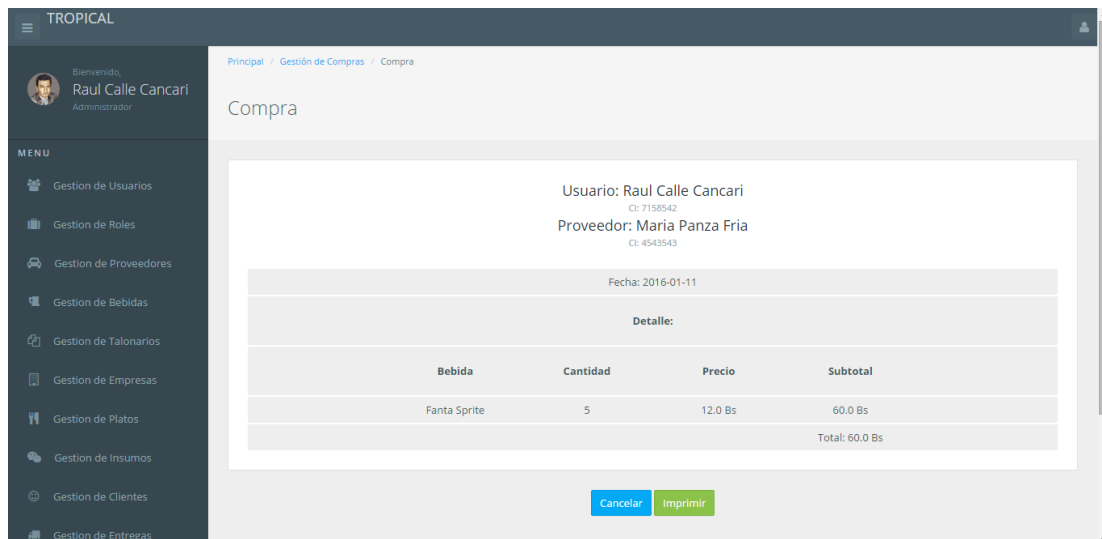 TROPICAL
Bienvenido,
Raul Calle Cancari
Administrador
MENU
Gestion de Usuarios
Gestion de Roles
Gestion de Proveedores
Gestion de Bebidas
Gestion de Talonarios
Gestion de Empresas
Gestion de Platos
Gestion de Insumos
Gestion de Clientes
Gestion de Entregas
Principal / Gestión de Compras / Compra
Compra
Usuario: Raul Calle Cancari
CI: 7158542
Proveedor: Maria Panza Fria
CI: 4543543
Fecha: 2016-01-11
Detalle:
Bebida Cantidad Precio Subtotal
Fanta Sprite 5 12.0 Bs 60.0 Bs
Total: 60.0 Bs
Cancelar Imprimir